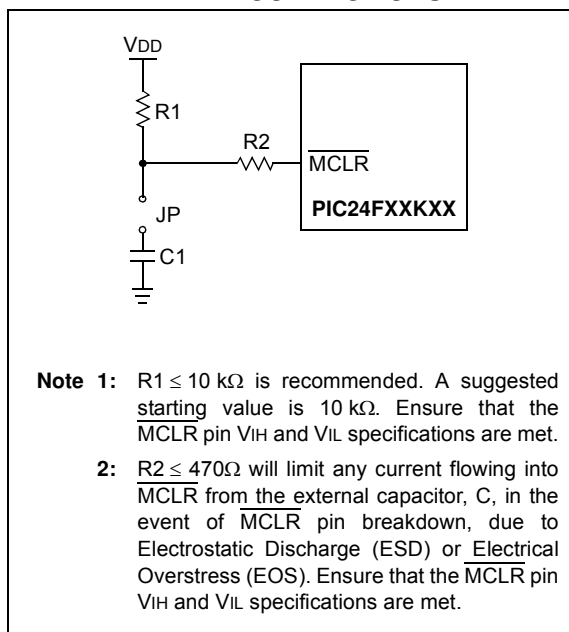 VDD
R1
R2
MCLR
JP
PIC24FXXKXX
C1
Note 1: R1 ≤ 10 kΩ is recommended. A suggested
starting value is 10 kΩ. Ensure that the
MCLR pin VIH and VIL specifications are met.
2: R2 ≤ 470Ω will limit any current flowing into
MCLR from the external capacitor, C, in the
event of MCLR pin breakdown, due to
Electrostatic Discharge (ESD) or Electrical
Overstress (EOS). Ensure that the MCLR pin
VIH and VIL specifications are met.